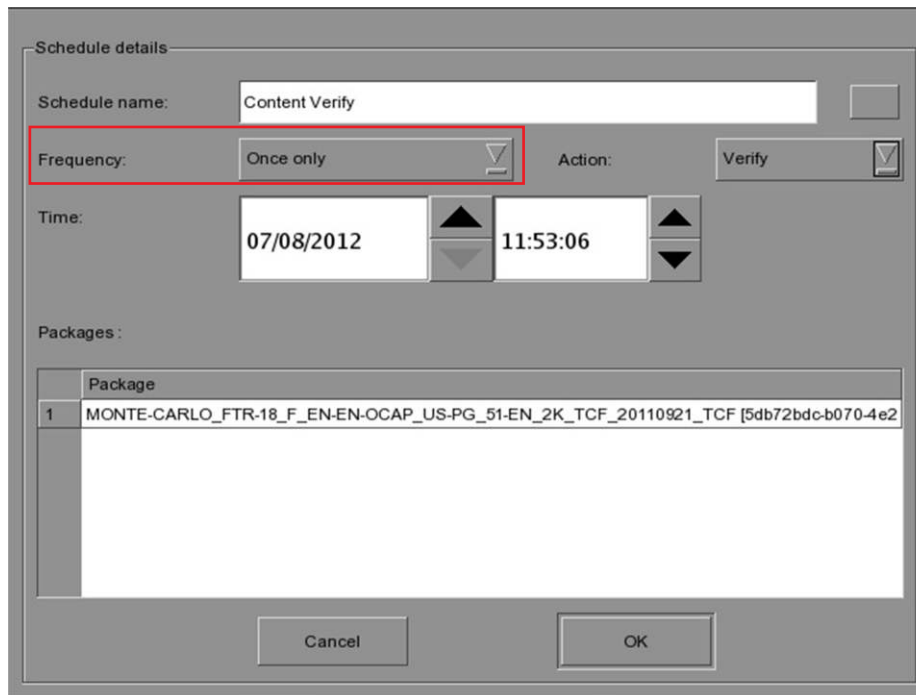 Schedule details
Schedule name: Content Verify
Frequency: Once only Action: Verify
Time: 07/08/2012 11:53:06
Packages :
Package
1 MONTE-CARLO_FTR-18_F_EN-EN-OCAP_US-PG_51-EN_2K_TCF_20110921_TCF [5db72bdc-b070-4e2
Cancel OK